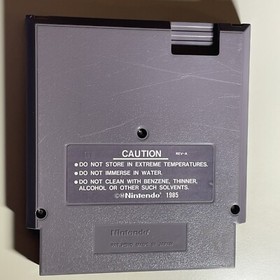 CAUTION REV-A
• DO NOT STORE IN EXTREME TEMPERATURES.
• DO NOT IMMERSE IN WATER.
• DO NOT CLEAN WITH BENZENE, THINNER,
ALCOHOL OR OTHER SUCH SOLVENTS.
©®Nintendo® 1985
Nintendo®